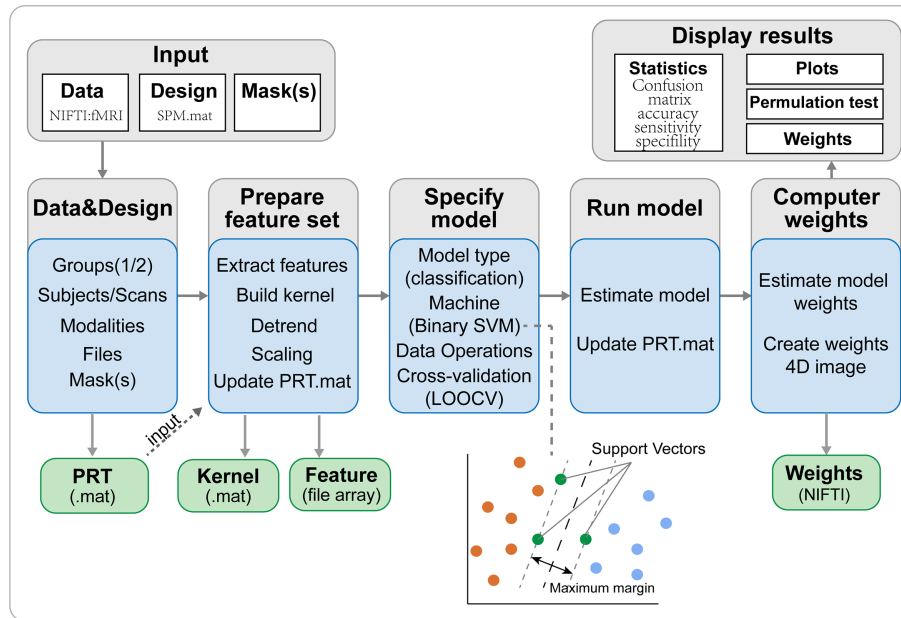 Input
Data
NIFTI:fMRI
Design
SPM.mat
Mask(s)
Display results
Statistics
Confusion
matrix
accuracy
sensitivity
specifility
Plots
Permulation test
Weights
Data&Design
Groups(1/2)
Subjects/Scans
Modalities
Files
Mask(s)
Prepare
feature set
Extract features
Build kernel
Detrend
Scaling
Update PRT.mat
Specify
model
Model type
(classification)
Machine
(Binary SVM)
Data Operations
Cross-validation
(LOOCV)
Run model
Estimate model
Update PRT.mat
Computer
weights
Estimate model
weights
Create weights
4D image
input
PRT
(.mat)
Kernel
(.mat)
Feature
(file array)
Support Vectors
Maximum margin
Weights
(NIFTI)